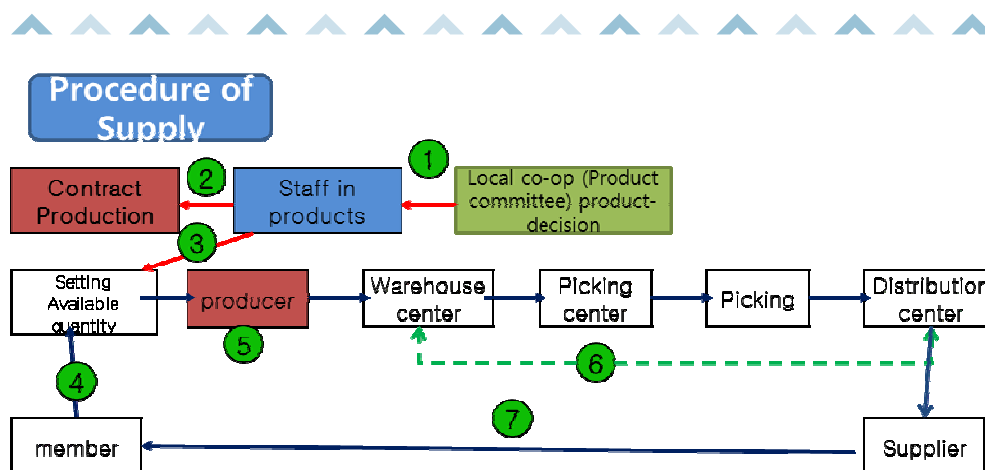 Procedure of
Supply
1
2
Contract
Production
Staff in
products
Local co-op (Product
committee) product-
decision
3
Setting
Available
quantity
producer
Warehouse
center
Picking
center
Picking
Distribution
center
5
6
4
7
member
Supplier